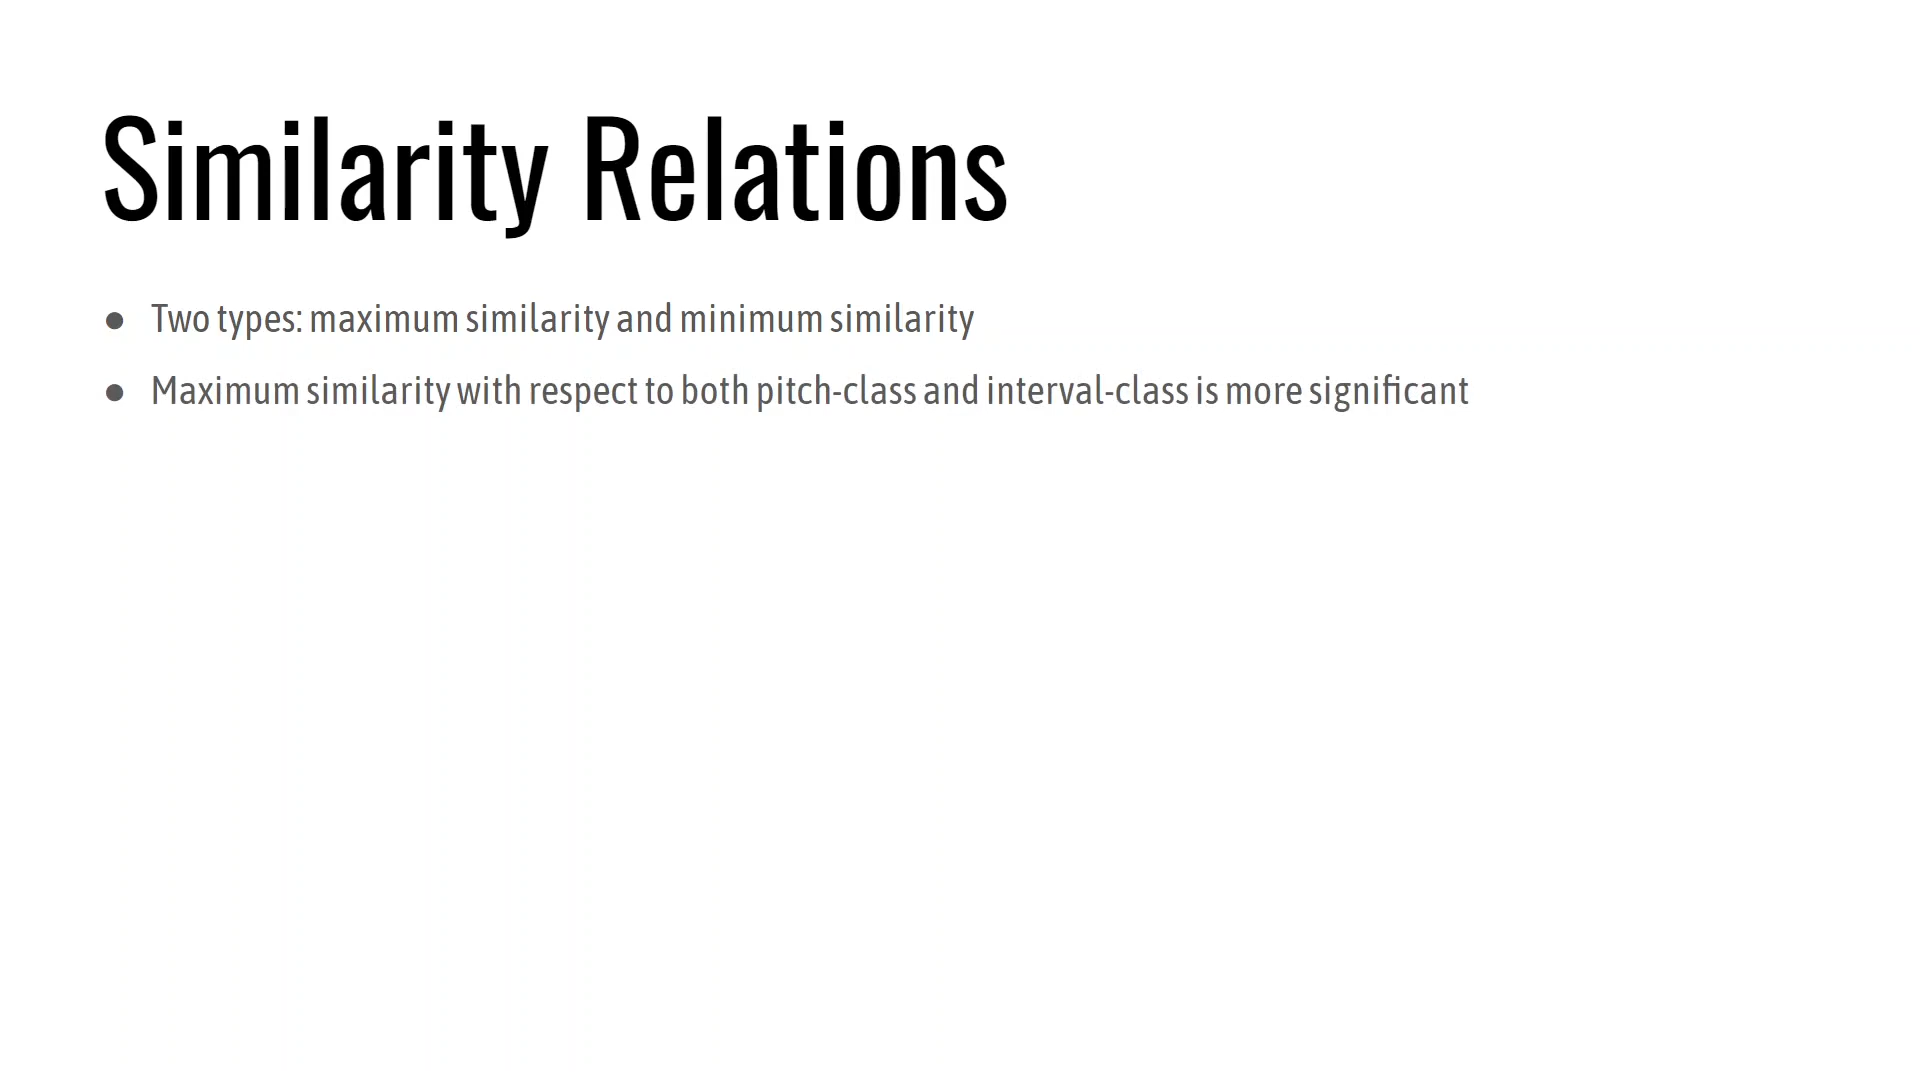 Similarity Relations
● Two types: maximum similarity and minimum similarity
● Maximum similarity with respect to both pitch-class and interval-class is more significant